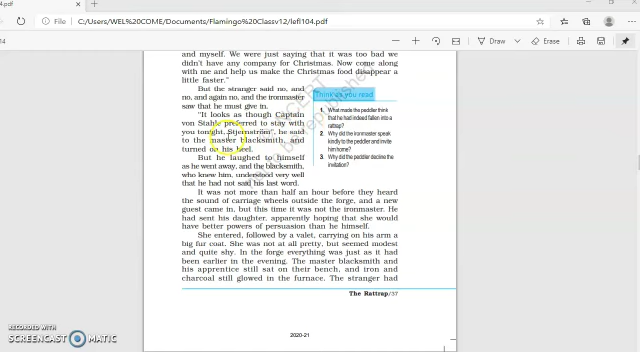 4.pdf
File | C:/Users/WEL%20COME/Documents/Flamingo%20Classv12/lefl104.pdf
14
Draw
Erase
and myself. We were just saying that it was too bad we
didn't have any company for Christmas. Now come along
with me and help us make the Christmas food disappear
a little faster."
But the stranger said no, and
no, and again no, and the ironmaster
saw that he must give in.
"It looks as though Captain
von Stahle preferred to stay with
you tonight, Stjernström", he said
to the master blacksmith, and
turned on his heel.
But he laughed to himself
as he went away, and the blacksmith,
who knew him, understood very well
that he had not said his last word.
Think as you read
1. What made the peddler think
that he had indeed fallen into a
rattrap?
2. Why did the ironmaster speak
kindly to the peddler and invite
him home?
3. Why did the peddler decline the
invitation?
It was not more than half an hour before they heard
the sound of carriage wheels outside the forge, and a new
guest came in, but this time it was not the ironmaster.
He had sent his daughter, apparently hoping that she would
have better powers of persuasion than he himself.
She entered, followed by a valet, carrying on his arm a
big fur coat. She was not at all pretty, but seemed modest
and quite shy. In the forge everything was just as it had
been earlier in the evening. The master blacksmith and
his apprentice still sat on their bench, and iron and
charcoal still glowed in the furnace. The stranger had
The Rattrap/37
2020-21
RECORDED WITH
SCREENCAST MATIC